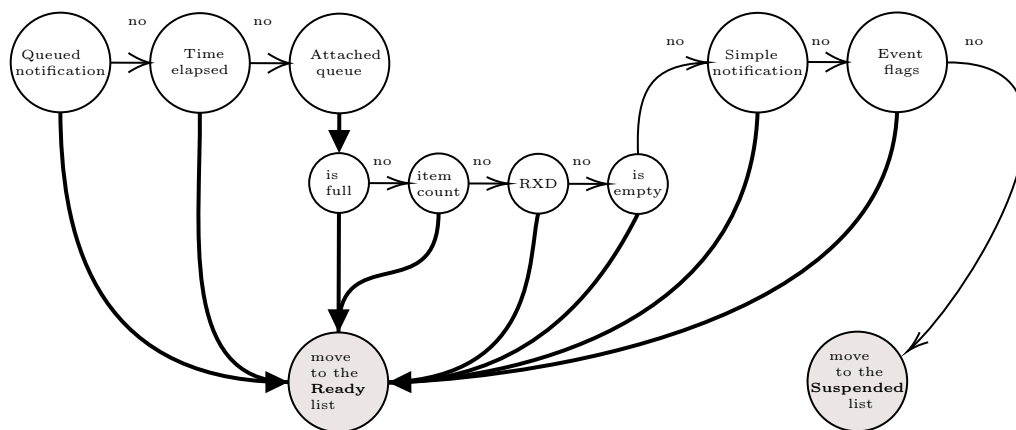 no
no
Queued
notification
Time
elapsed
Attached
queue
no
Simple
notification
no
Event
flags
no
is
full
no
item
count
no
RXD
no
is
empty
move
to the
Ready
list
move
to the
Suspended
list